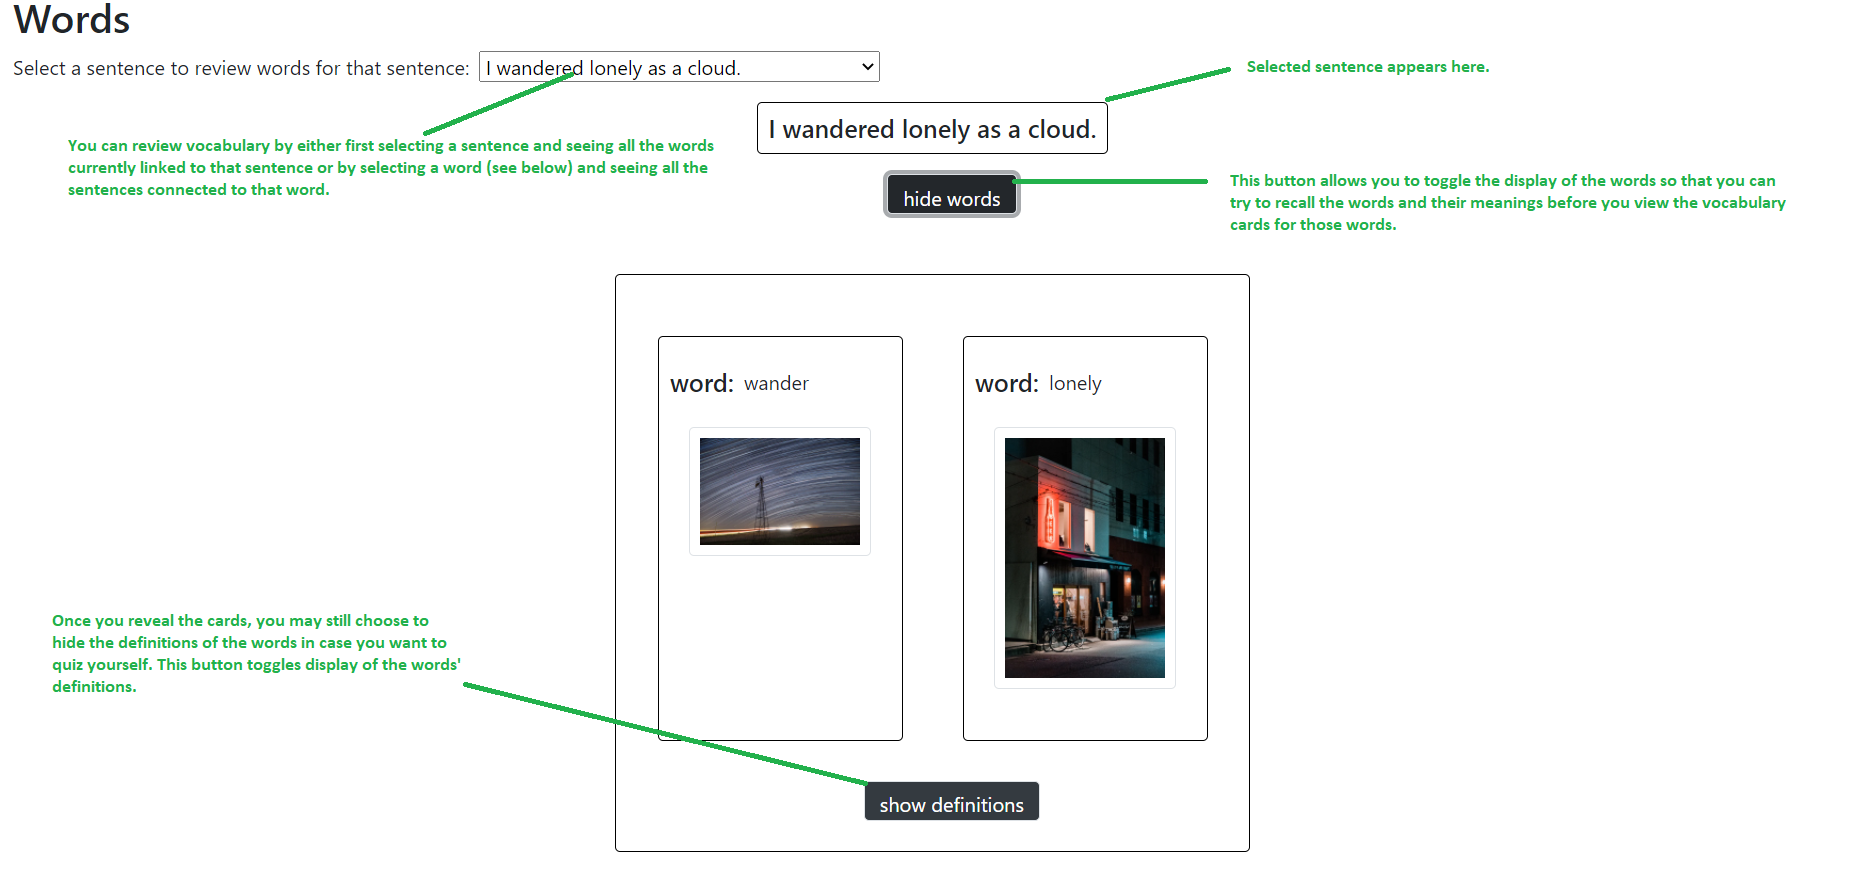 Words
Select a sentence to review words for that sentence: I wandered lonely as a cloud.
Selected sentence appears here.
I wandered lonely as a cloud.
You can review vocabulary by either first selecting a sentence and seeing all the words
currently linked to that sentence or by selecting a word (see below) and seeing all the
sentences connected to that word.
hide words
This button allows you to toggle the display of the words so that you can
try to recall the words and their meanings before you view the vocabulary
cards for those words.
word: wander
word: lonely
Once you reveal the cards, you may still choose to
hide the definitions of the words in case you want to
quiz yourself. This button toggles display of the words'
definitions.
show definitions